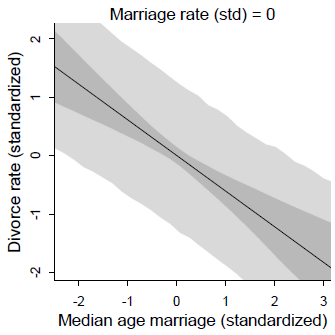 Marriage rate (std) = 0
Divorce rate (standardized)
2
1
0
-1
-2
-2 -1 0 1 2 3
Median age marriage (standardized)